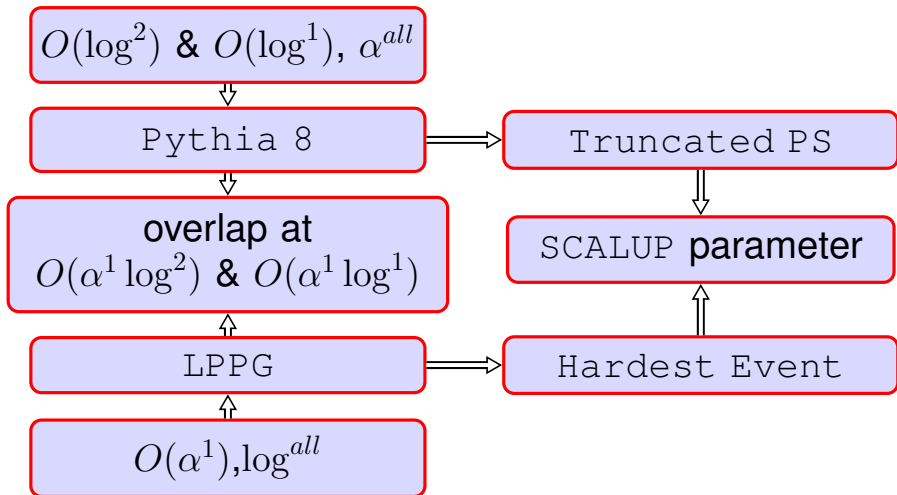 O(log²) & O(log¹), α^{all}
Pythia 8
Truncated PS
overlap at
O(α¹ log²) & O(α¹ log¹)
SCALUP parameter
LPPG
Hardest Event
O(α¹),log^{all}